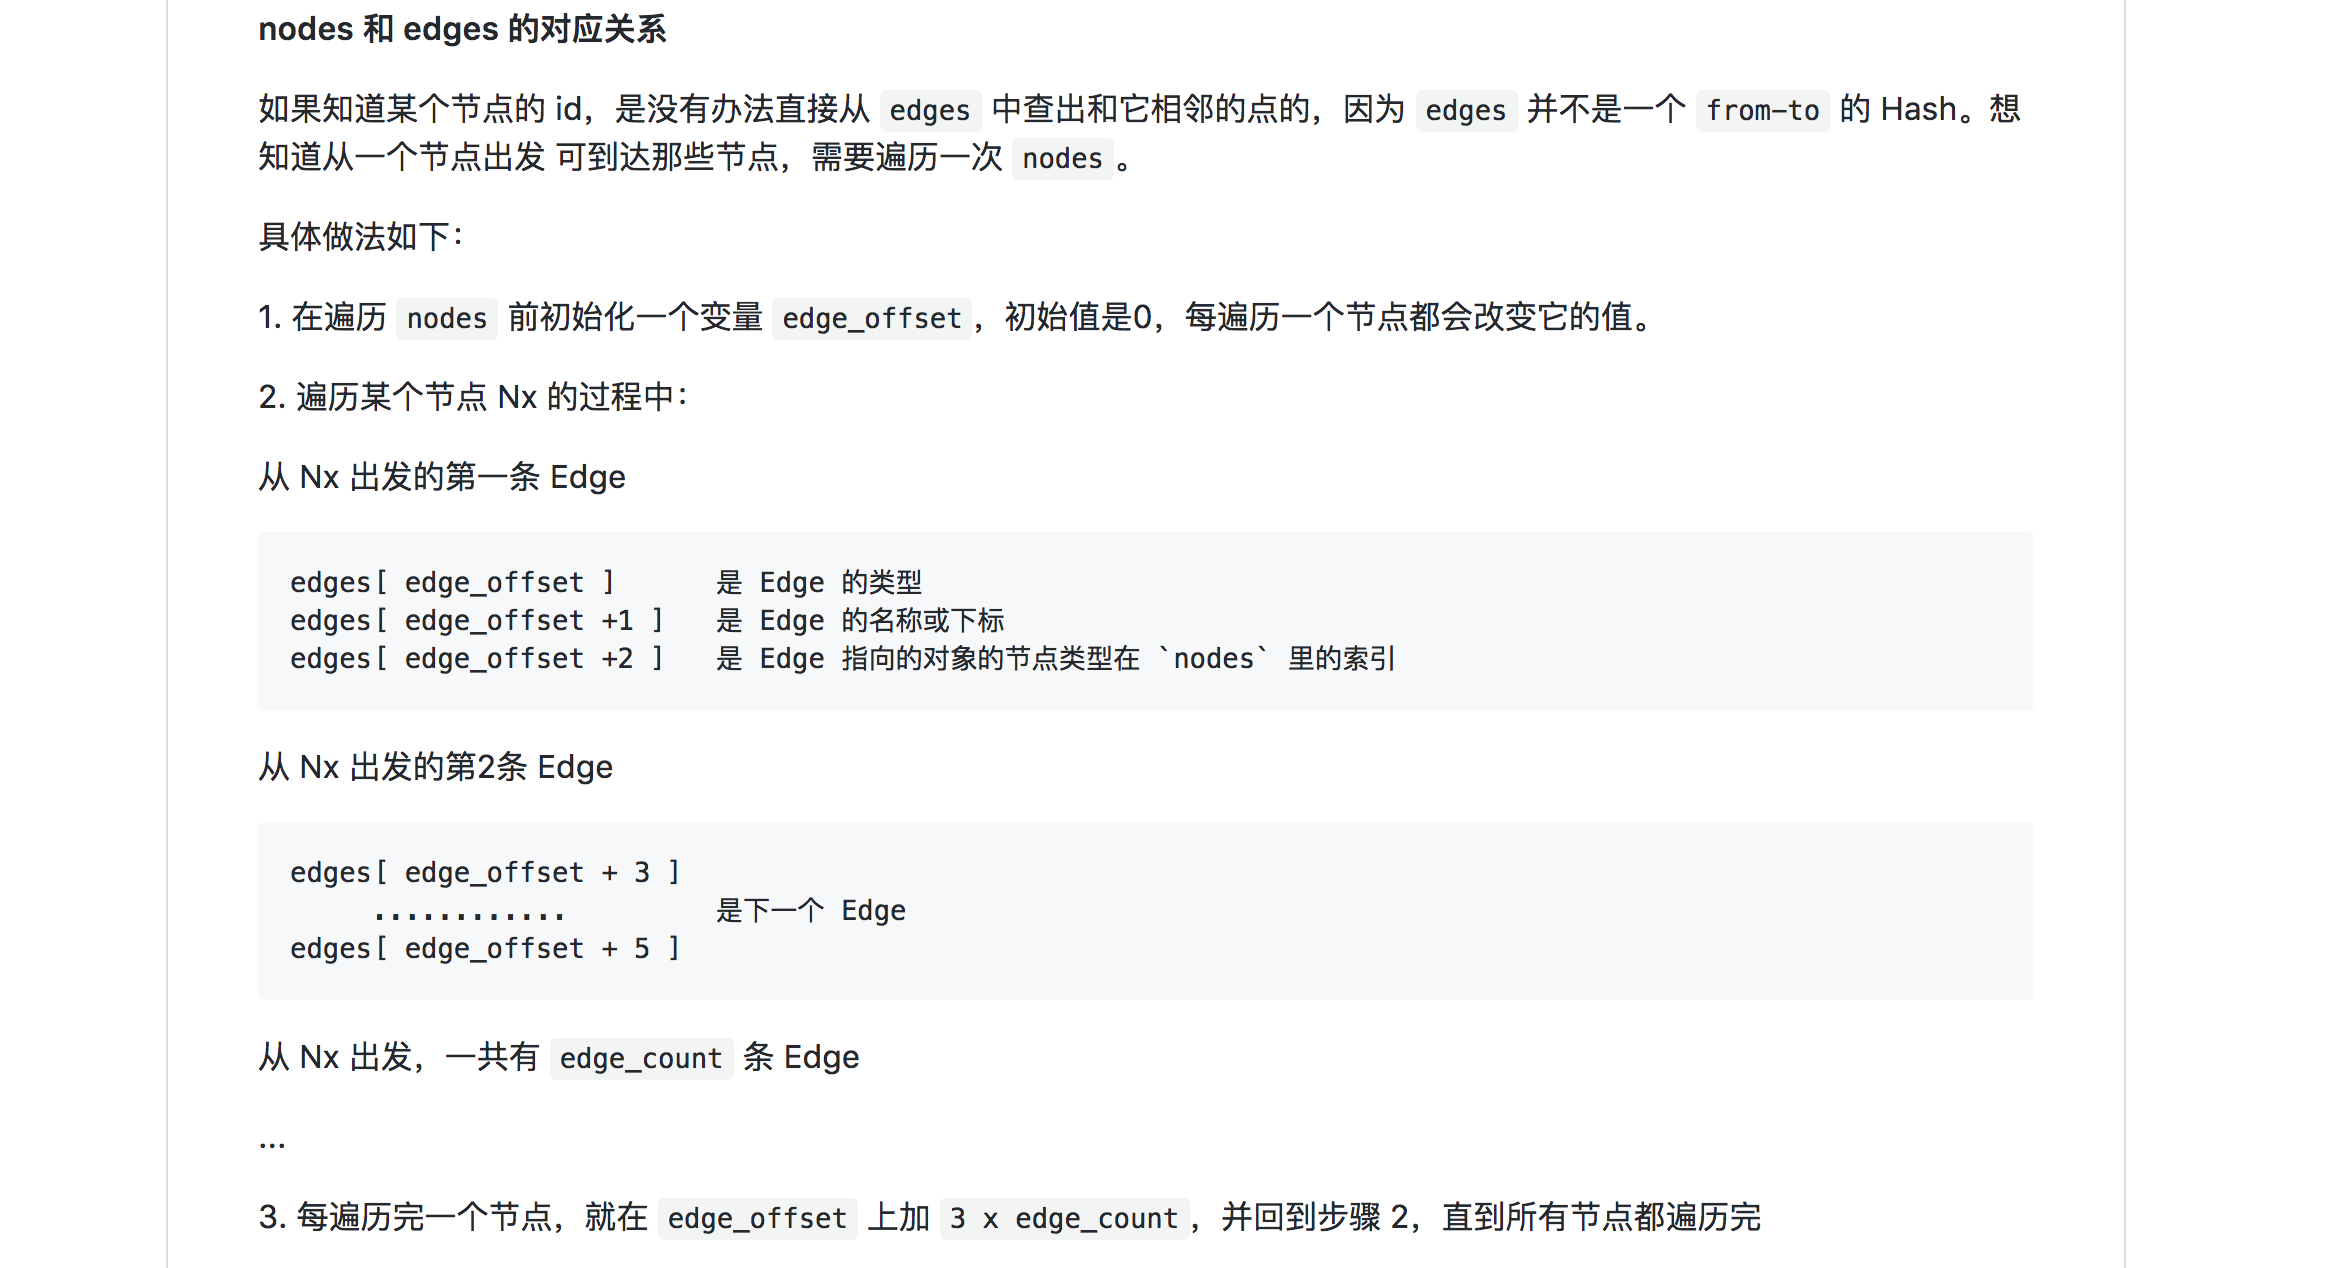 nodes 和 edges 的对应关系
如果知道某个节点的 id，是没有办法直接从 edges 中查出和它相邻的点的，因为 edges 并不是一个 from-to 的 Hash。想
知道从一个节点出发 可到达那些节点，需要遍历一次 nodes 。
具体做法如下：
1. 在遍历 nodes 前初始化一个变量 edge_offset ，初始值是0，每遍历一个节点都会改变它的值。
2. 遍历某个节点 Nx 的过程中：
从 Nx 出发的第一条 Edge
edges[ edge_offset ]      是 Edge 的类型
edges[ edge_offset +1 ]   是 Edge 的名称或下标
edges[ edge_offset +2 ]   是 Edge 指向的对象的节点类型在 `nodes` 里的索引
从 Nx 出发的第2条 Edge
edges[ edge_offset + 3 ]
............         是下一个 Edge
edges[ edge_offset + 5 ]
从 Nx 出发，一共有 edge_count 条 Edge
...
3. 每遍历完一个节点，就在 edge_offset 上加 3 x edge_count ，并回到步骤 2，直到所有节点都遍历完